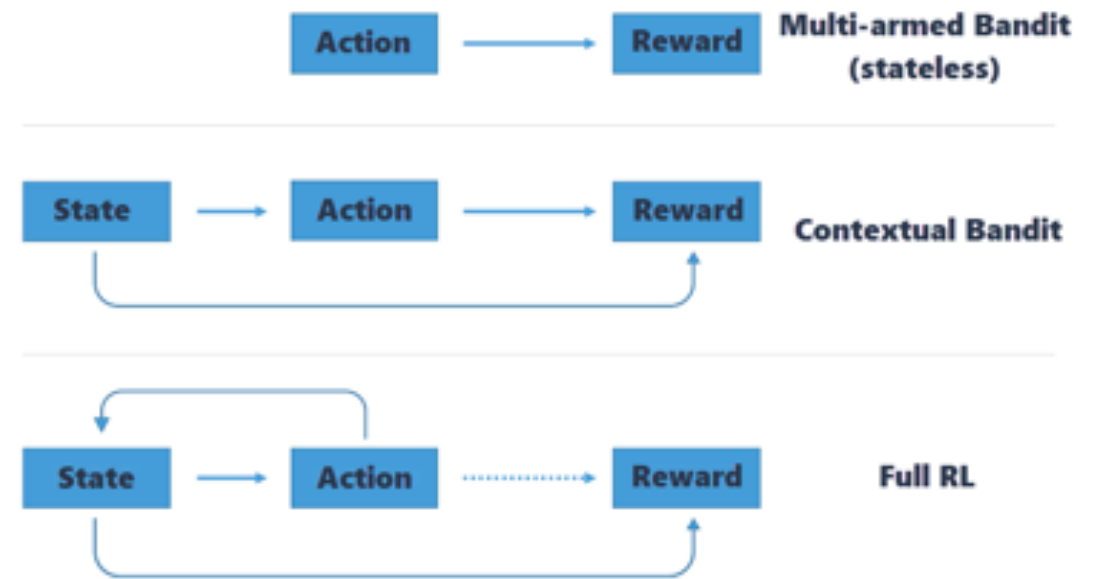 Action
Reward
Multi-armed Bandit
(stateless)
State
Action
Reward
Contextual Bandit
State
Action
Reward
Full RL